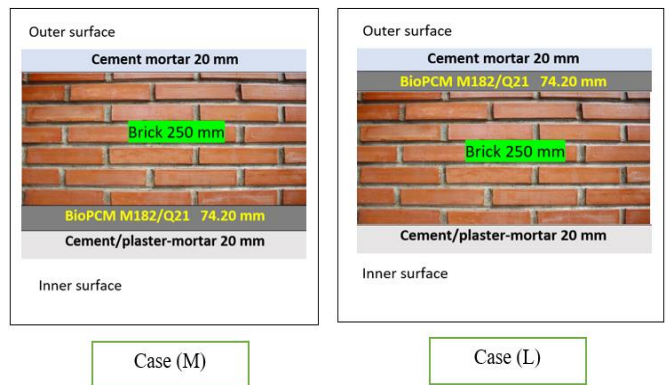 Outer surface
Cement mortar 20 mm
Brick 250 mm
BioPCM M182/Q21 74.20 mm
Cement/plaster-mortar 20 mm
Inner surface
Case (M)
Outer surface
Cement mortar 20 mm
BioPCM M182/Q21 74.20 mm
Brick 250 mm
Cement/plaster-mortar 20 mm
Inner surface
Case (L)